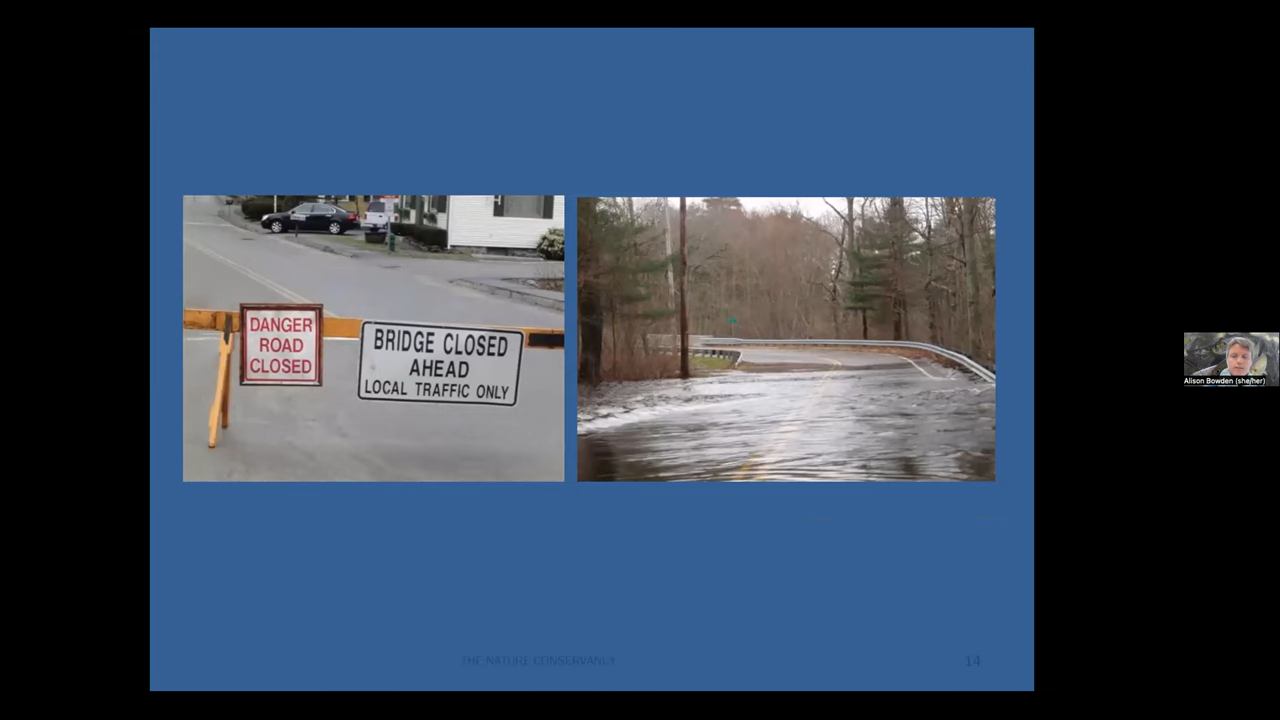 DANGER
ROAD
CLOSED
BRIDGE CLOSED
AHEAD
LOCAL TRAFFIC ONLY
Alison Bowden (she/her)
THE NATURE CONSERVANCY
14